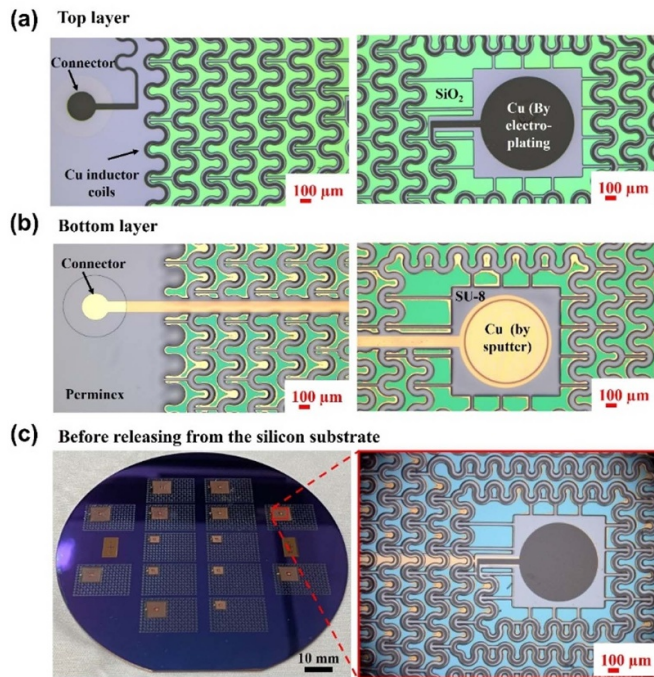 (a)
Top layer
Connector
Cu inductor
coils
100 µm
SiO₂
Cu (By
electro-
plating
100 µm
(b)
Bottom layer
Connector
Perminex
100 µm
SU-8
Cu (by
sputter)
100 µm
(c) Before releasing from the silicon substrate
10 mm
100 µm